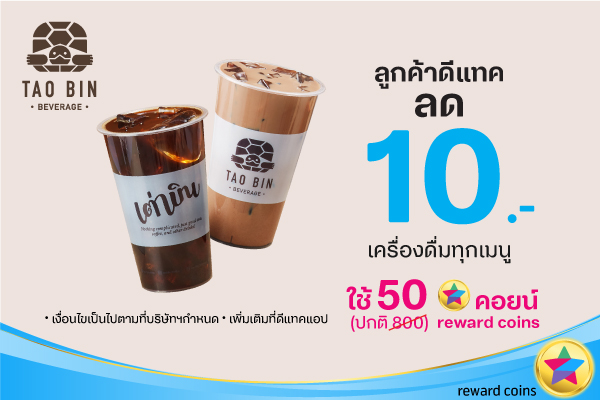 TAO BIN
• BEVERAGE •
เต่าบิน
TAO BIN
• BEVERAGE •
ลูกค้าดีแทค
ลด
10.-
เครื่องดื่มทุกเมนู
ใช้ 50 คอยน์
(ปกติ 800) reward coins
• เงื่อนไขเป็นไปตามที่บริษัทฯกำหนด • เพิ่มเติมที่ดีแทคแอป
reward coins